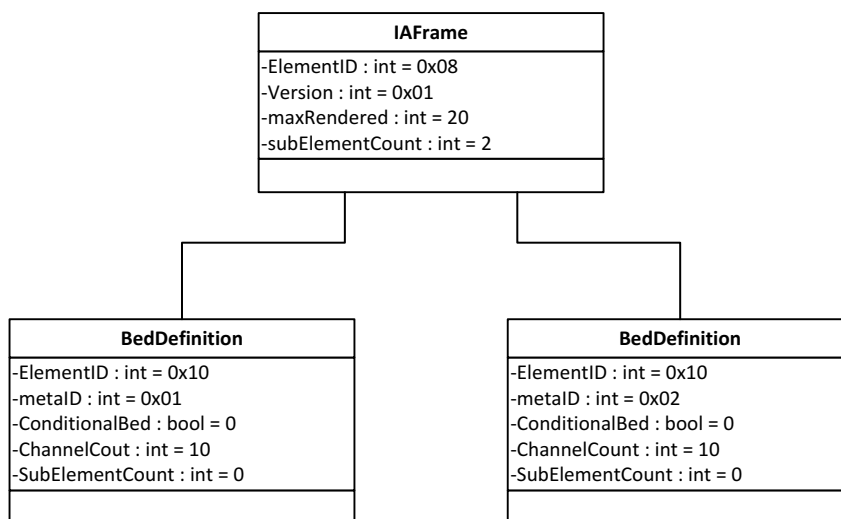 IAFrame
-ElementID : int = 0x08
-Version : int = 0x01
-maxRendered : int = 20
-subElementCount : int = 2
BedDefinition
-ElementID : int = 0x10
-metaID : int = 0x01
-ConditionalBed : bool = 0
-ChannelCout : int = 10
-SubElementCount : int = 0
BedDefinition
-ElementID : int = 0x10
-metaID : int = 0x02
-ConditionalBed : bool = 0
-ChannelCount : int = 10
-SubElementCount : int = 0